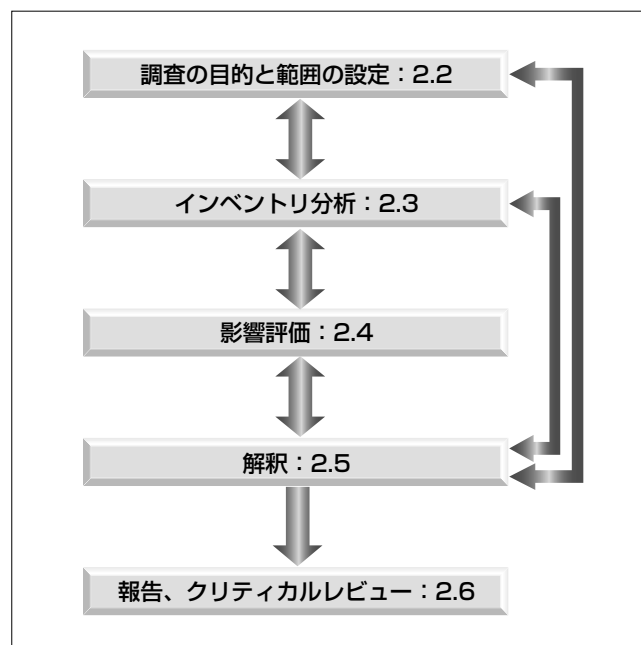 調査の目的と範囲の設定：2.2
インベントリ分析：2.3
影響評価：2.4
解釈：2.5
報告、クリティカルレビュー：2.6